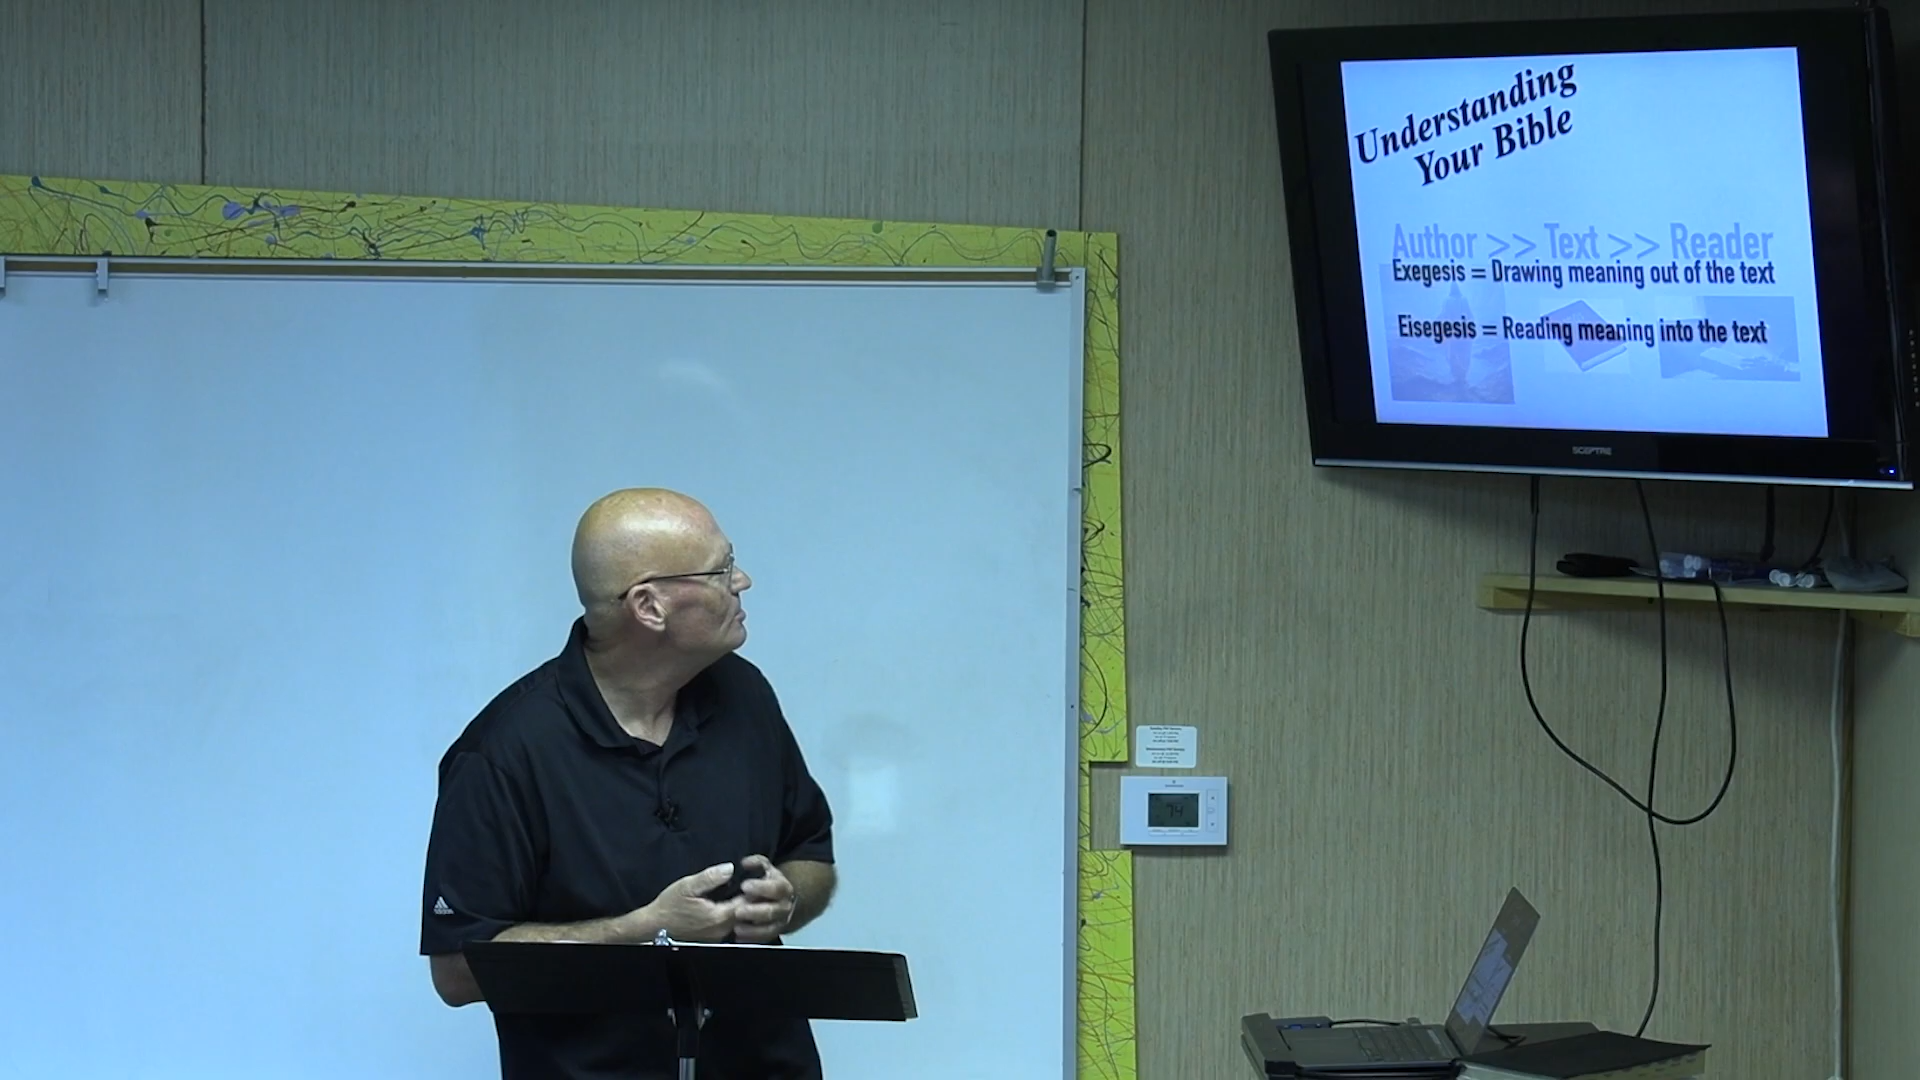 Understanding
Your Bible
Author >> Text >> Reader
Exegesis = Drawing meaning out of the text
Eisegesis = Reading meaning into the text
SCEPTRE
74
adidas